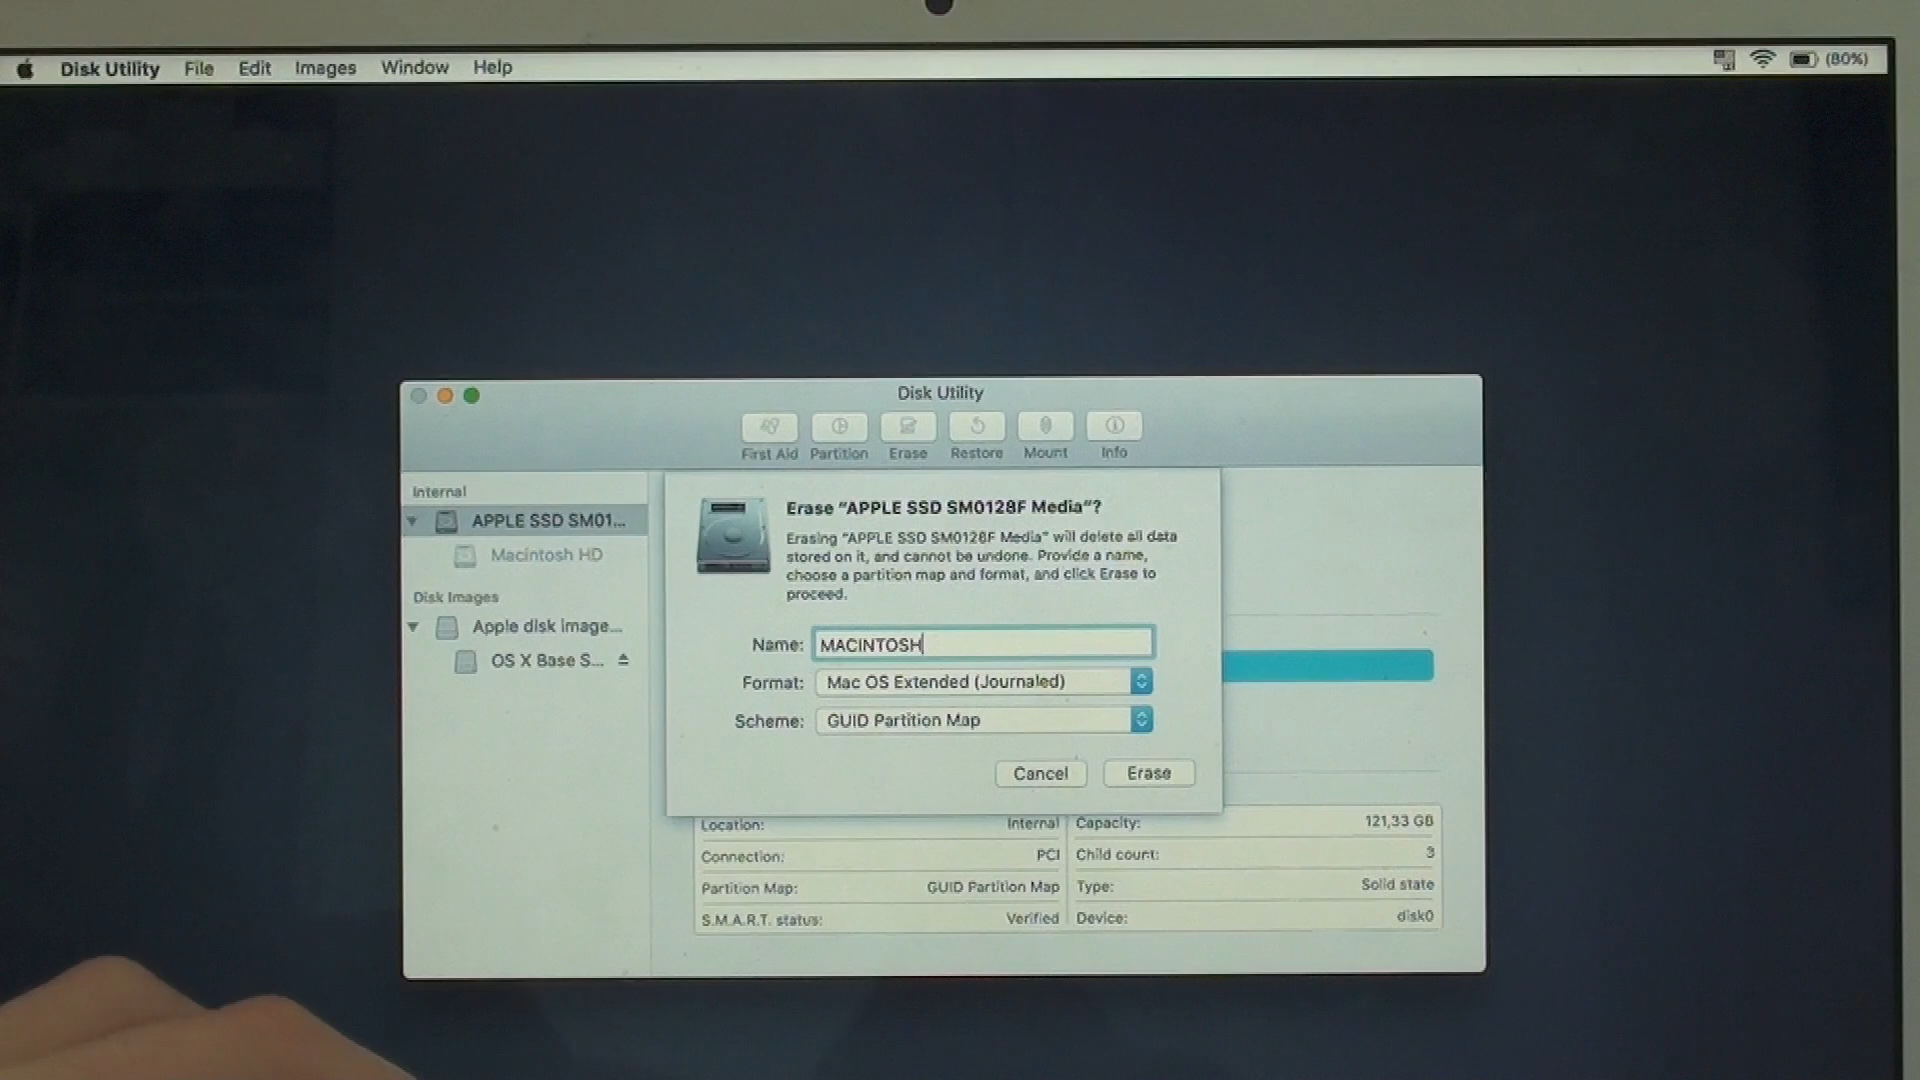 Disk Utility File Edit Images Window Help (80%)
Disk Utility
First Aid Partition Erase Restore Mount Info
Internal
APPLE SSD SM01...
Macintosh HD
Disk Images
Apple disk image...
OS X Base S...
Erase “APPLE SSD SM0128F Media”?
Erasing “APPLE SSD SM0128F Media” will delete all data
stored on it, and cannot be undone. Provide a name,
choose a partition map and format, and click Erase to
proceed.
Name: MACINTOSH
Format: Mac OS Extended (Journaled)
Scheme: GUID Partition Map
Cancel Erase
Location: Internal Capacity: 121,33 GB
Connection: PCI Child count: 3
Partition Map: GUID Partition Map Type: Solid state
S.M.A.R.T. status: Verified Device: disk0